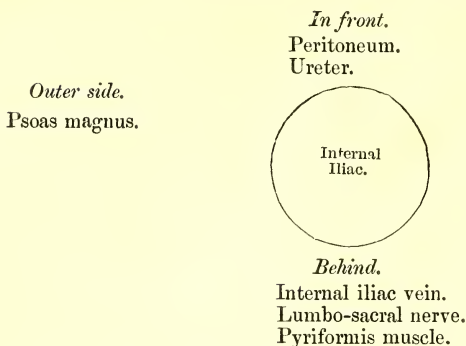 In front.
Peritoneum.
Ureter.
Outer side.
Psoas magnus.
Internal
Iliac.
Behind.
Internal iliac vein.
Lumbo-sacral nerve.
Pyriformis muscle.